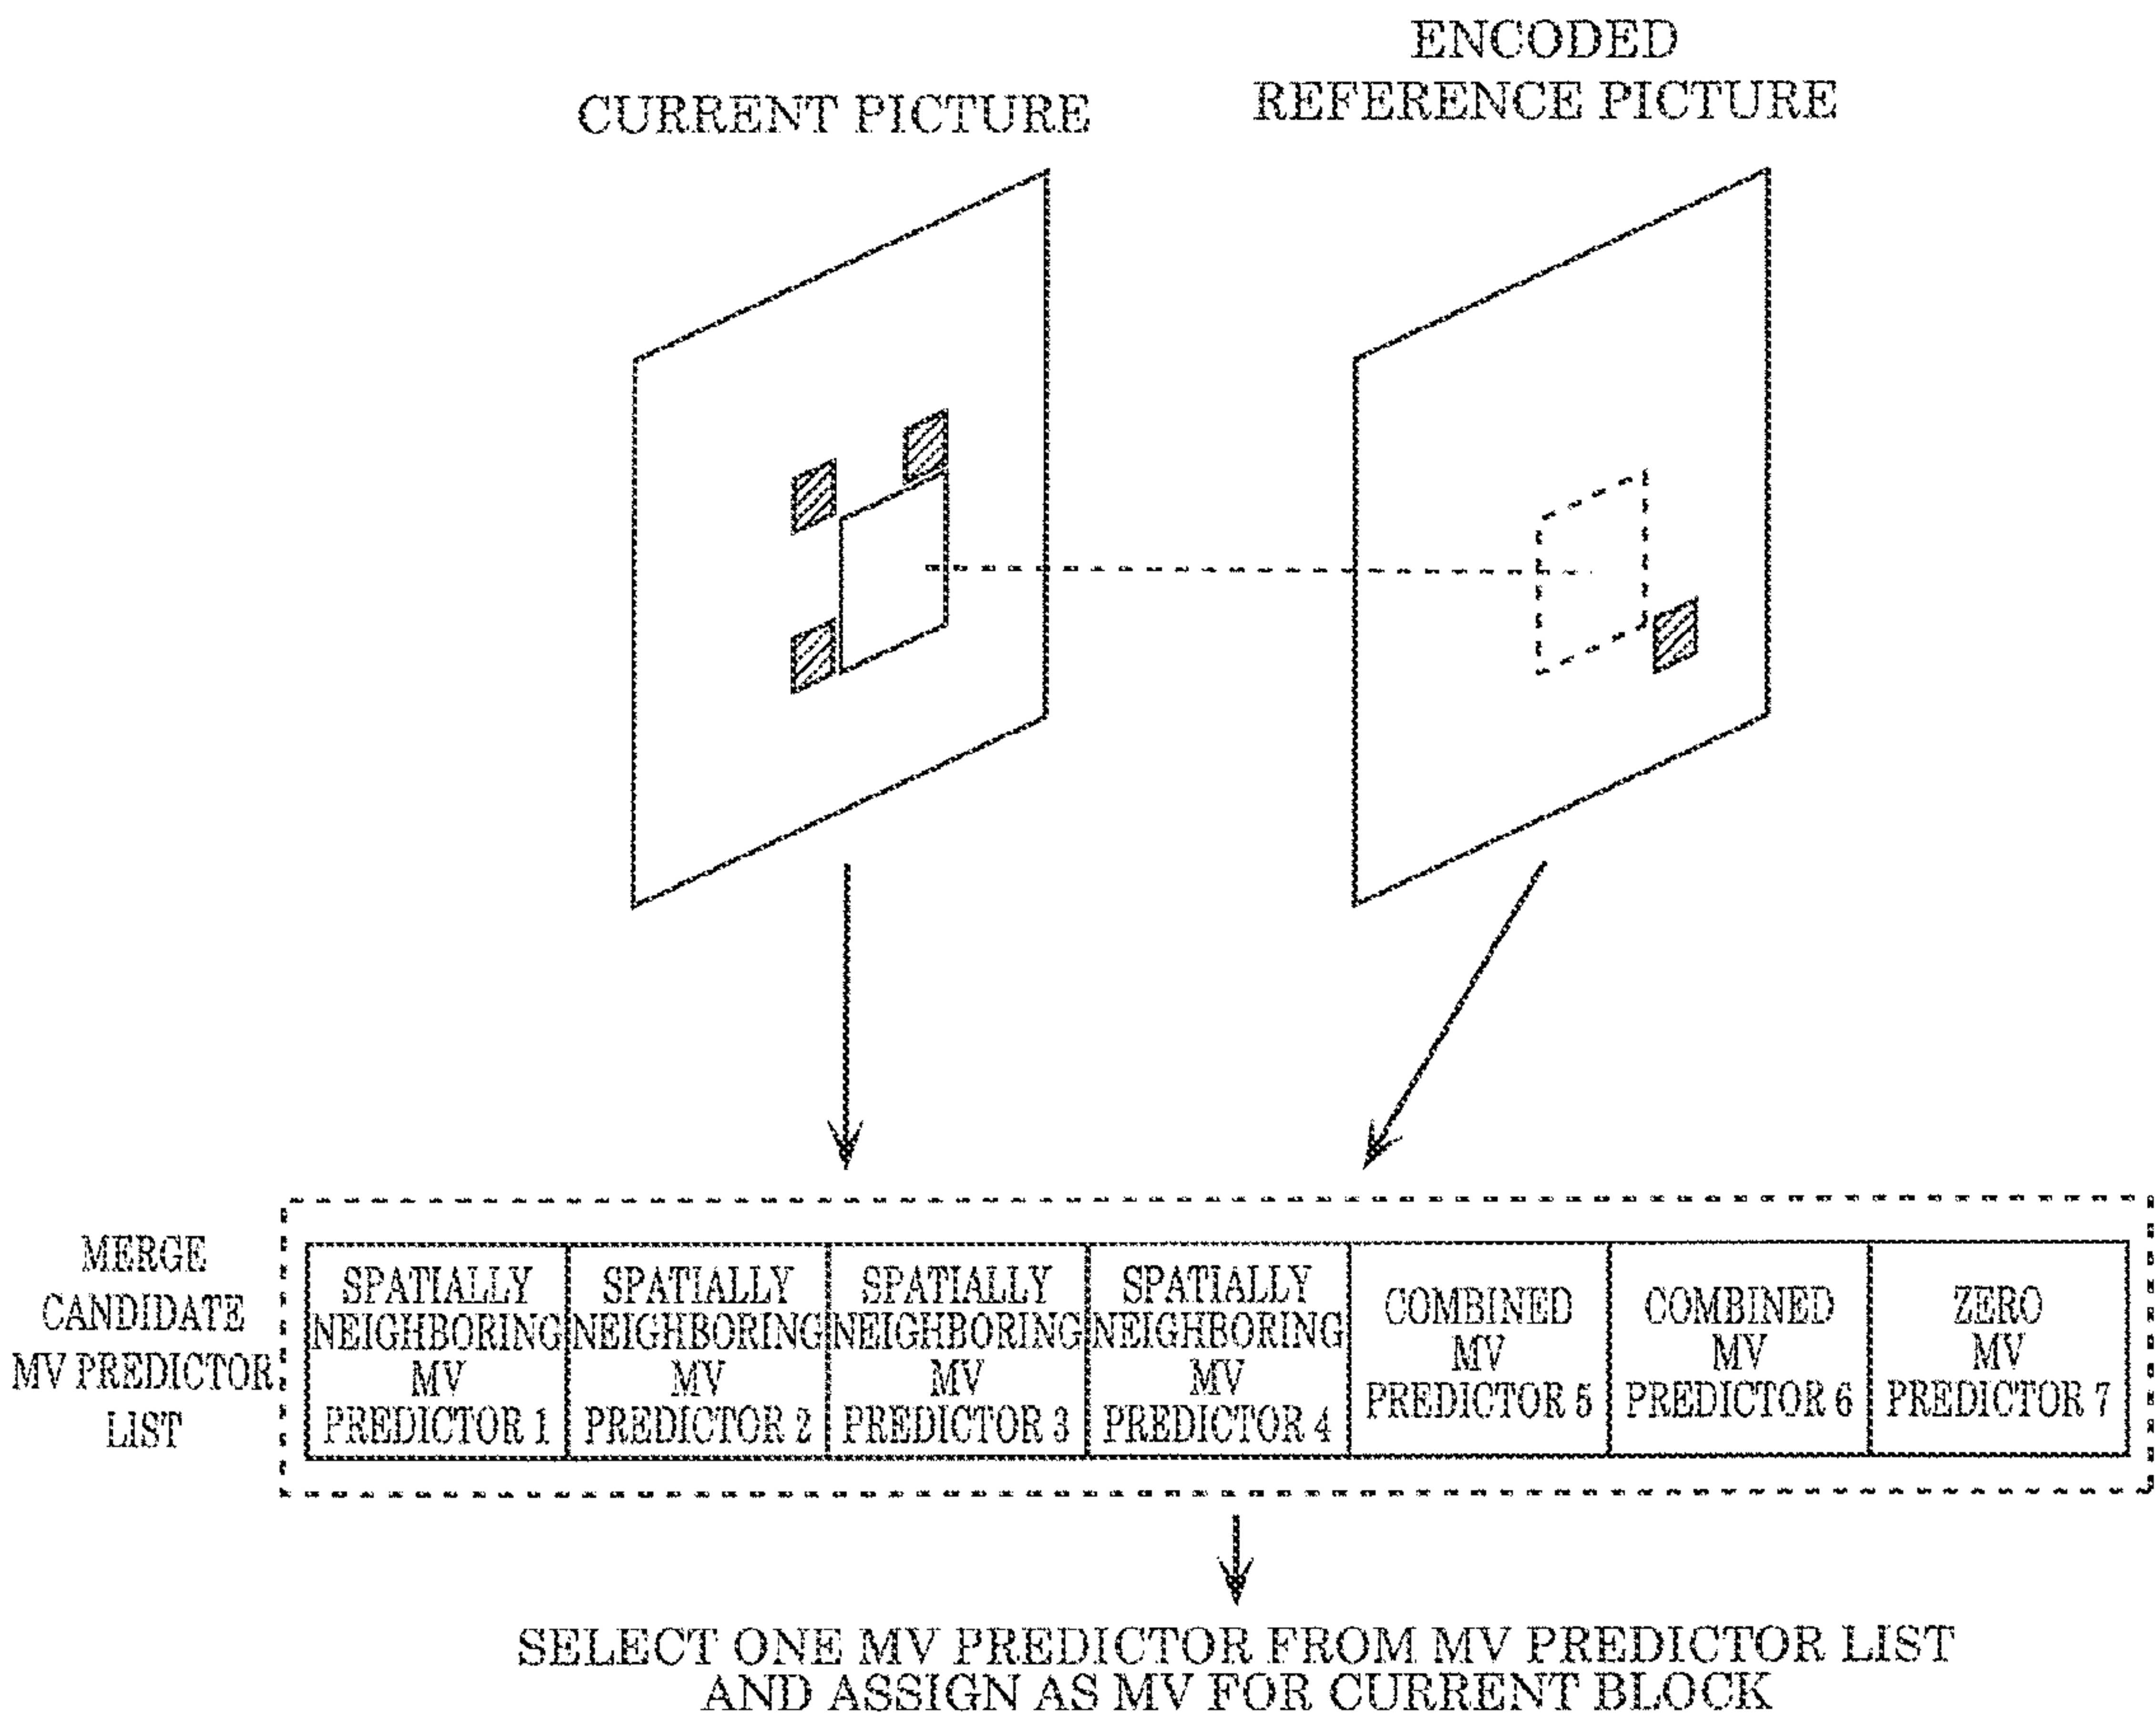 ENCODED
REFERENCE PICTURE
CURRENT PICTURE
MERGE
CANDIDATE
MV PREDICTOR
LIST
SPATIALLY
NEIGHBORING
MV
PREDICTOR 1
SPATIALLY
NEIGHBORING
MV
PREDICTOR 2
SPATIALLY
NEIGHBORING
MV
PREDICTOR 3
SPATIALLY
NEIGHBORING
MV
PREDICTOR 4
COMBINED
MV
PREDICTOR 5
COMBINED
MV
PREDICTOR 6
ZERO
MV
PREDICTOR 7
SELECT ONE MV PREDICTOR FROM MV PREDICTOR LIST
AND ASSIGN AS MV FOR CURRENT BLOCK